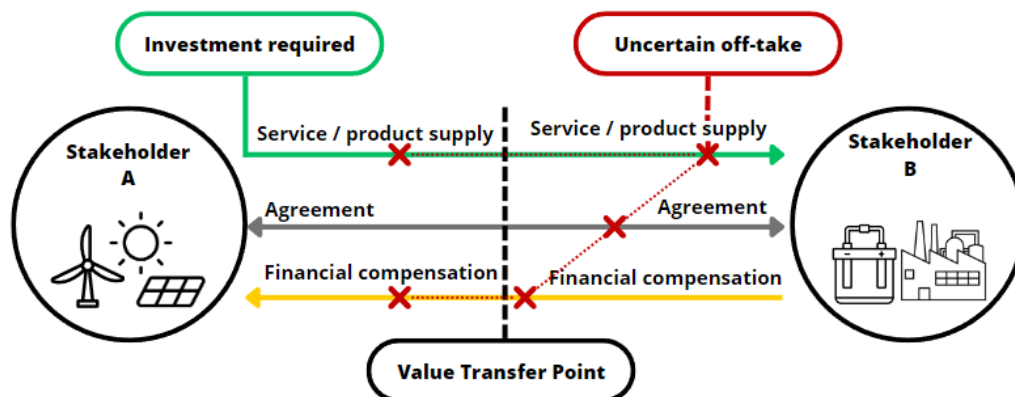 Investment required
Uncertain off-take
Service / product supply
Service / product supply
Stakeholder
A
Stakeholder
B
Agreement
Agreement
Financial compensation
Financial compensation
Value Transfer Point